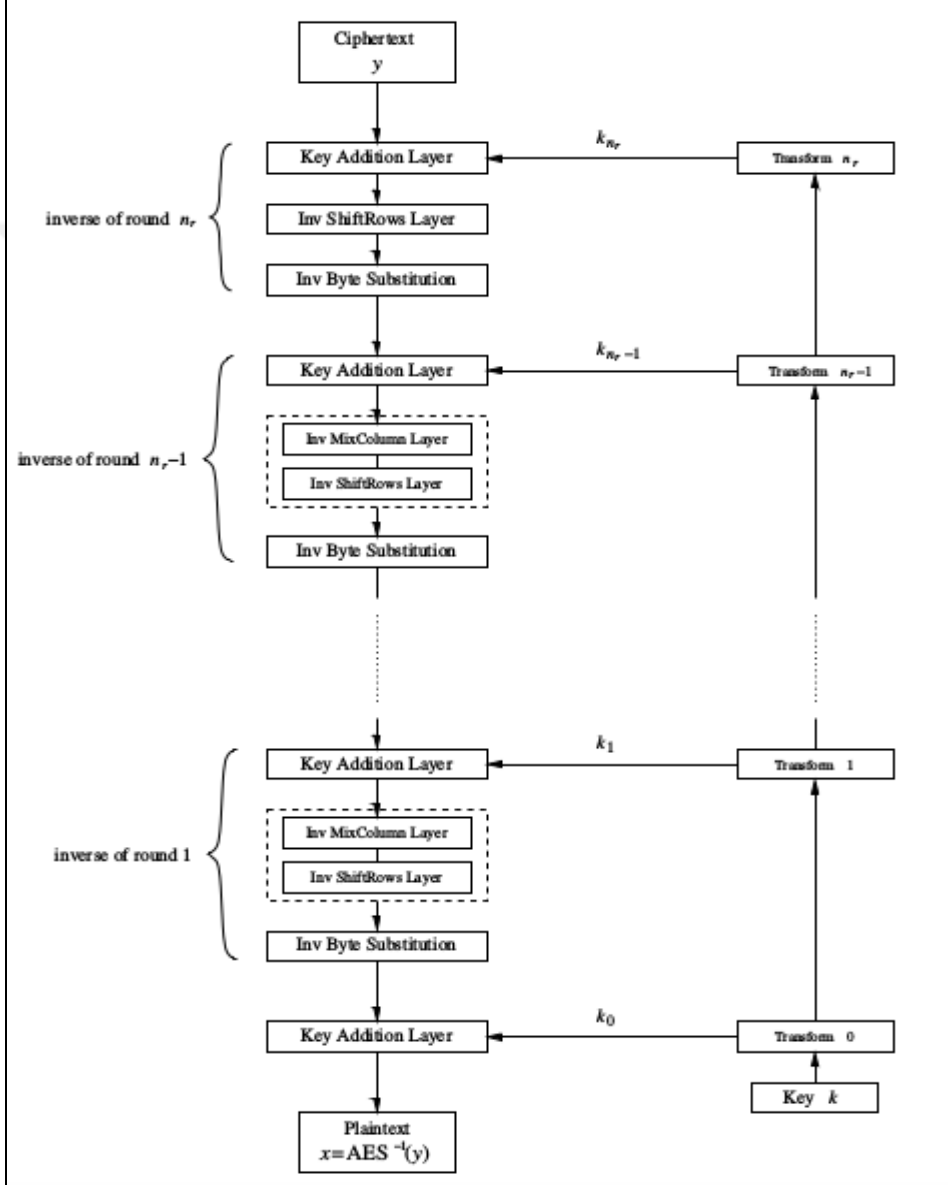 Ciphertext
y
Key Addition Layer
k_{n_r}
Transform n_r
inverse of round n_r
Inv ShiftRows Layer
Inv Byte Substitution
Key Addition Layer
k_{n_r-1}
Transform n_r-1
Inv MixColumn Layer
inverse of round n_r-1
Inv ShiftRows Layer
Inv Byte Substitution
Key Addition Layer
k_1
Transform 1
Inv MixColumn Layer
inverse of round 1
Inv ShiftRows Layer
Inv Byte Substitution
Key Addition Layer
k_0
Transform 0
Key k
Plaintext
x=AES^{-1}(y)